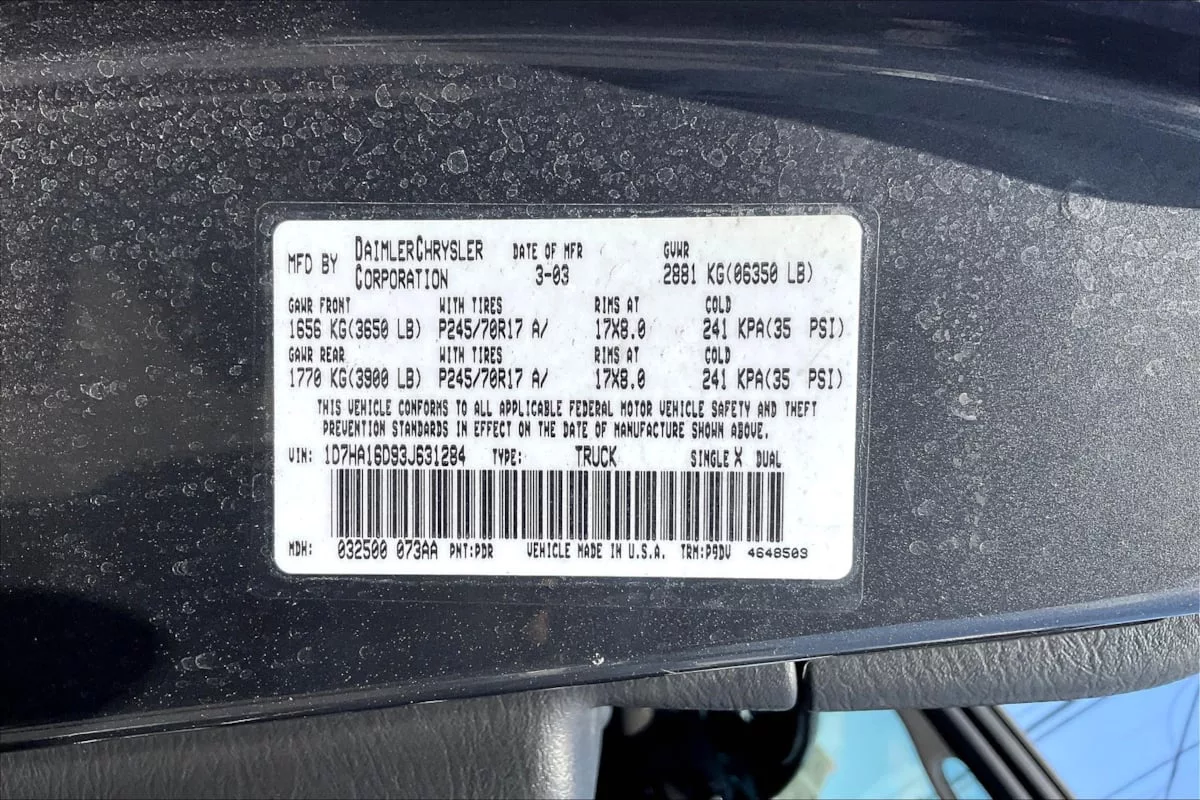 MFD BY DAIMLERCHRYSLER CORPORATION DATE OF MFR 3-03 GVWR 2881 KG(06350 LB)
GAWR FRONT WITH TIRES RIMS AT COLD
1656 KG(3650 LB) P245/70R17 A/ 17X8.0 241 KPA(35 PSI)
GAWR REAR WITH TIRES RIMS AT COLD
1770 KG(3900 LB) P245/70R17 A/ 17X8.0 241 KPA(35 PSI)
THIS VEHICLE CONFORMS TO ALL APPLICABLE FEDERAL MOTOR VEHICLE SAFETY AND THEFT
PREVENTION STANDARDS IN EFFECT ON THE DATE OF MANUFACTURE SHOWN ABOVE.
VIN: 1D7HA16D93J631284 TYPE: TRUCK SINGLE X DUAL
MDH: 032500 073AA PNT:PDR VEHICLE MADE IN U.S.A. TRM:P9DV 4648509